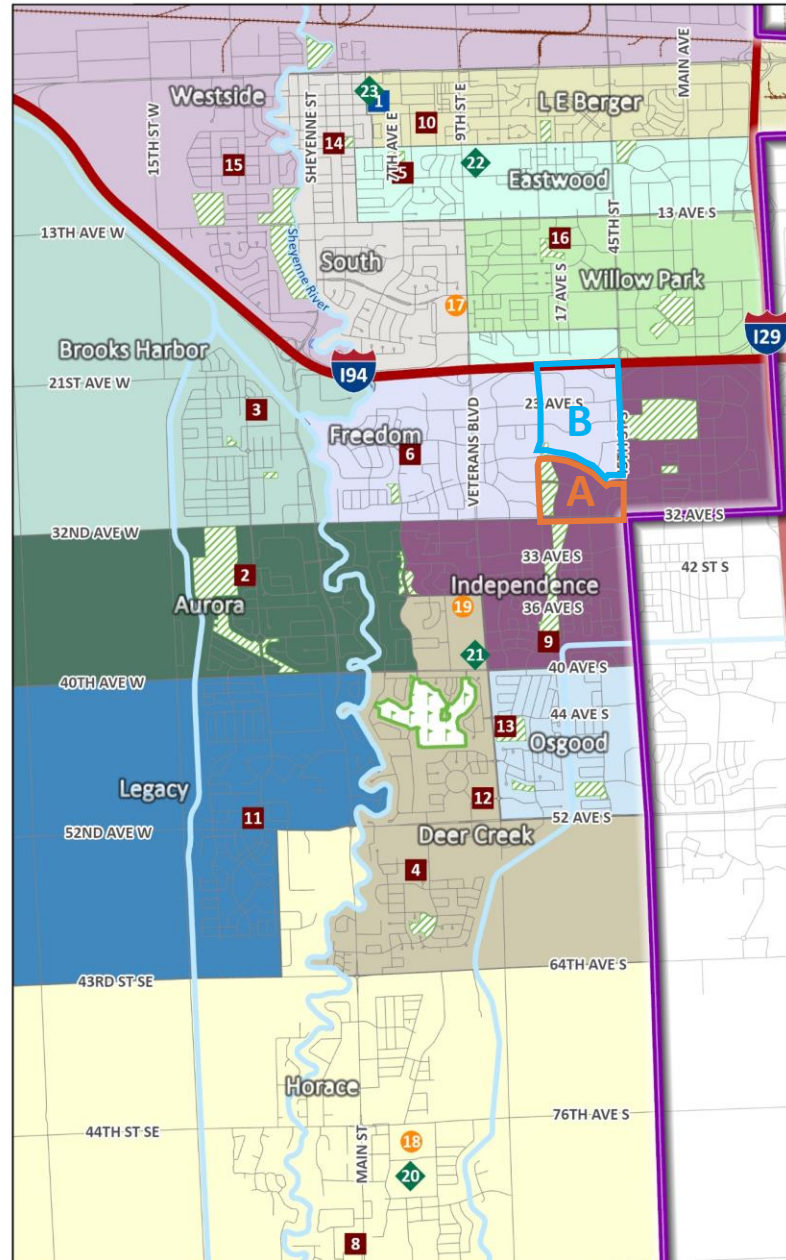 MAIN AVE
Westside
23
1
L E Berger
9TH ST E
10
15TH ST W
SHEYENNE ST
7TH AVE E
14
15
5
22
Eastwood
45TH ST
13 AVE S
13TH AVE W
Sheyenne River
South
16
17 AVE S
Willow Park
17
I29
Brooks Harbor
21ST AVE W
I94
3
Freedom
6
VETERANS BLVD
23 AVE S
B
A
32ND AVE W
32 AVE S
33 AVE S
42 ST S
2
Aurora
Independence
19
36 AVE S
9
21
40 AVE S
40TH AVE W
44 AVE S
13
Osgood
Legacy
11
12
52 AVE S
52ND AVE W
Deer Creek
4
64TH AVE S
43RD ST SE
Horace
76TH AVE S
44TH ST SE
MAIN ST
18
20
8